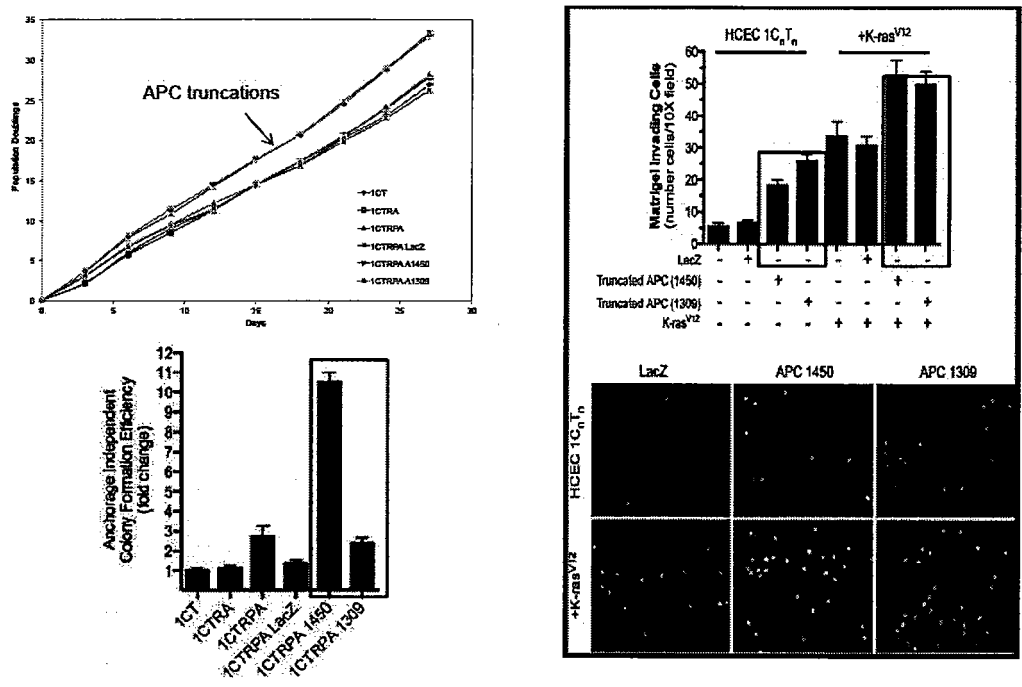 35
30
25
20
15
10
5
0
Population Doublings
APC truncations
1CT
1CTRA
1CTRPA
1CTRPA LacZ
1CTRPA A1450
1CTRPA A1309
0 5 10 15 20 25 30
Days
12
11
10
9
8
7
6
5
4
3
2
1
Anchorage Independent
Colony Formation Efficiency
(fold change)
1CT
1CTRA
1CTRPA
1CTRPA LacZ
1CTRPA 1450
1CTRPA 1309
HCEC 1CnTn +K-rasV12
60
50
40
30
20
10
0
Matrigel Invading Cells
(number cells/10X field)
LacZ - + - - - + - -
Truncated APC (1450) - - + - - - + -
Truncated APC (1309) - - - + - - - +
K-rasV12 - - - - + + + +
LacZ APC 1450 APC 1309
HCEC 1CnTn
+K-rasV12